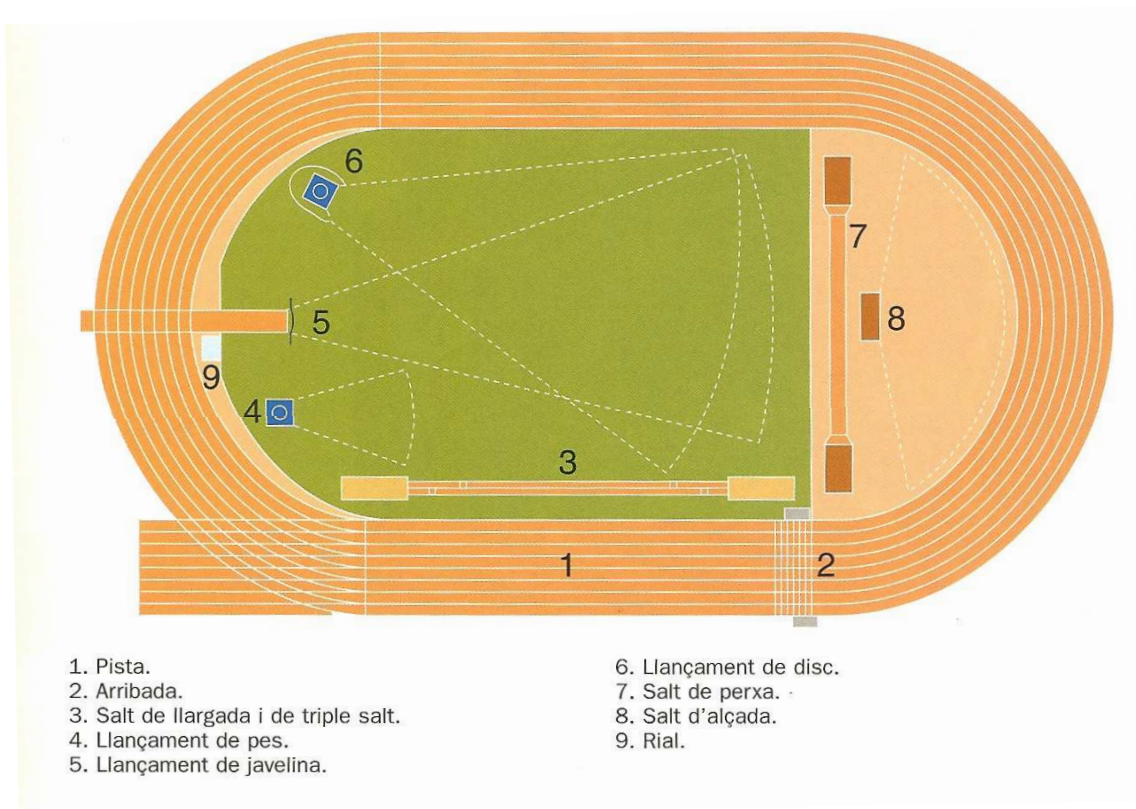 6
7
5
8
9
4
3
1
2
1. Pista.
2. Arribada.
3. Salt de llargada i de triple salt.
4. Llançament de pes.
5. Llançament de javelina.
6. Llançament de disc.
7. Salt de perxa.
8. Salt d'alçada.
9. Rial.